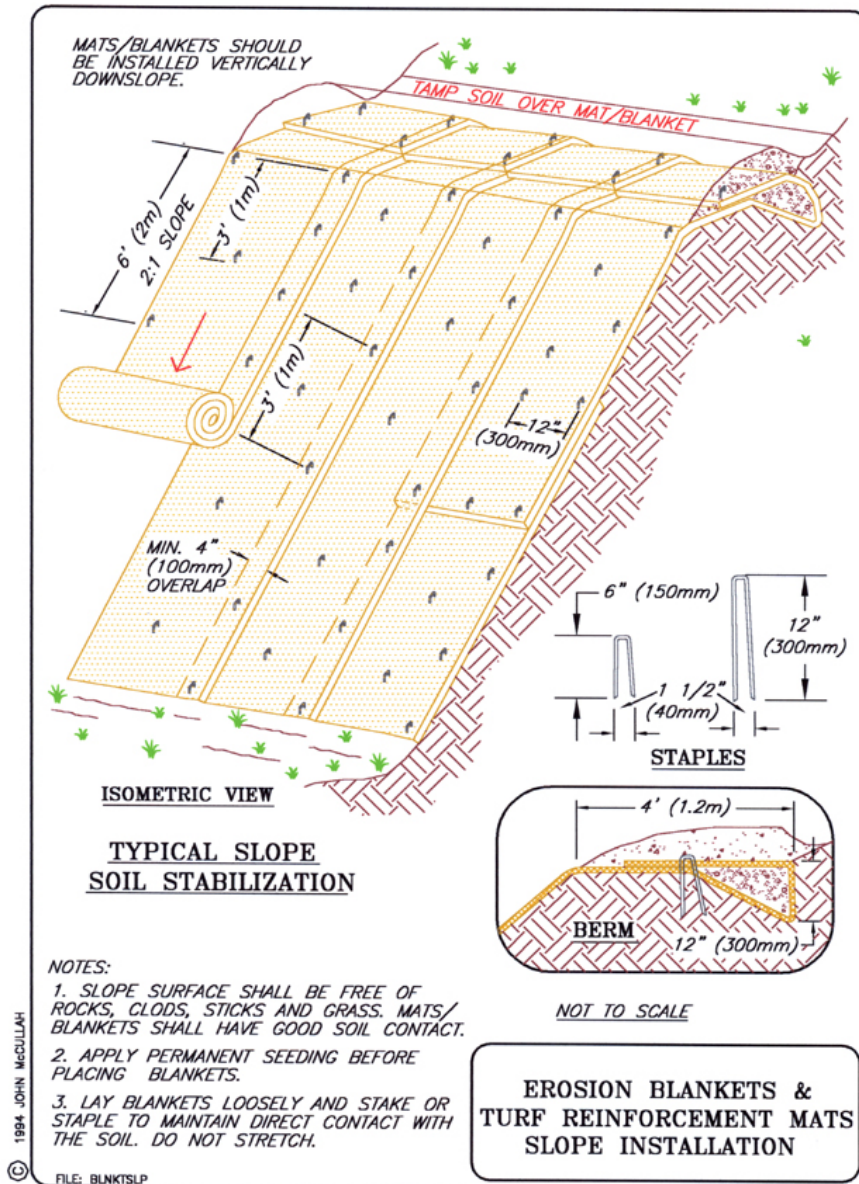 MATS/BLANKETS SHOULD
BE INSTALLED VERTICALLY
DOWNSLOPE.
TAMP SOIL OVER MAT/BLANKET
6' (2m)
2:1 SLOPE
3' (1m)
3' (1m)
12"
(300mm)
MIN. 4"
(100mm)
OVERLAP
6" (150mm)
12"
(300mm)
1 1/2"
(40mm)
STAPLES
ISOMETRIC VIEW
TYPICAL SLOPE
SOIL STABILIZATION
4' (1.2m)
BERM
12" (300mm)
NOT TO SCALE
NOTES:
1. SLOPE SURFACE SHALL BE FREE OF
ROCKS, CLODS, STICKS AND GRASS. MATS/
BLANKETS SHALL HAVE GOOD SOIL CONTACT.
2. APPLY PERMANENT SEEDING BEFORE
PLACING BLANKETS.
3. LAY BLANKETS LOOSELY AND STAKE OR
STAPLE TO MAINTAIN DIRECT CONTACT WITH
THE SOIL. DO NOT STRETCH.
EROSION BLANKETS &
TURF REINFORCEMENT MATS
SLOPE INSTALLATION
© 1994 JOHN McCULLAH
FILE: BLNKTSLP